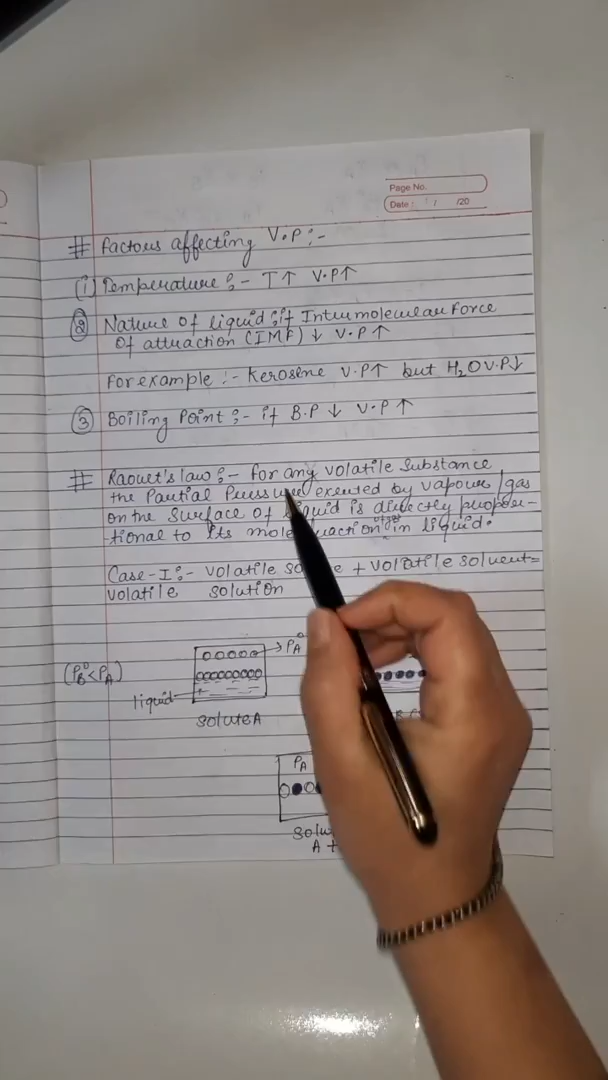 Page No.
Date : / /20
# Factors affecting V.P :-
(i) Temperature :- T↑ V.P↑
② Nature of liquid :if Intermolecular Force
Of attraction (IMF) ↓ V.P ↑
For example :- Kerosene V.P↑ but H₂O V.P↓
③ Boiling Point :- if B.P ↓ V.P ↑
# Raoult's law :- For any volatile Substance
the Partial Pressure exerted by vapour/gas
on the surface of liquid is directly propor-
-tional to its mole fraction in liquid.
Case-I :- volatile + volatile solvent=
volatile solution
→P°A
(P°B<P°A)
liquid
solute A
PA
A +